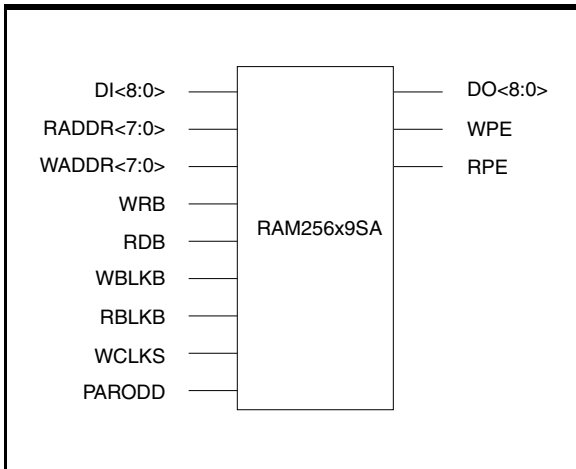 DI<8:0>
RADDR<7:0>
WADDR<7:0>
WRB
RDB
WBLKB
RBLKB
WCLKS
PARODD
RAM256x9SA
DO<8:0>
WPE
RPE